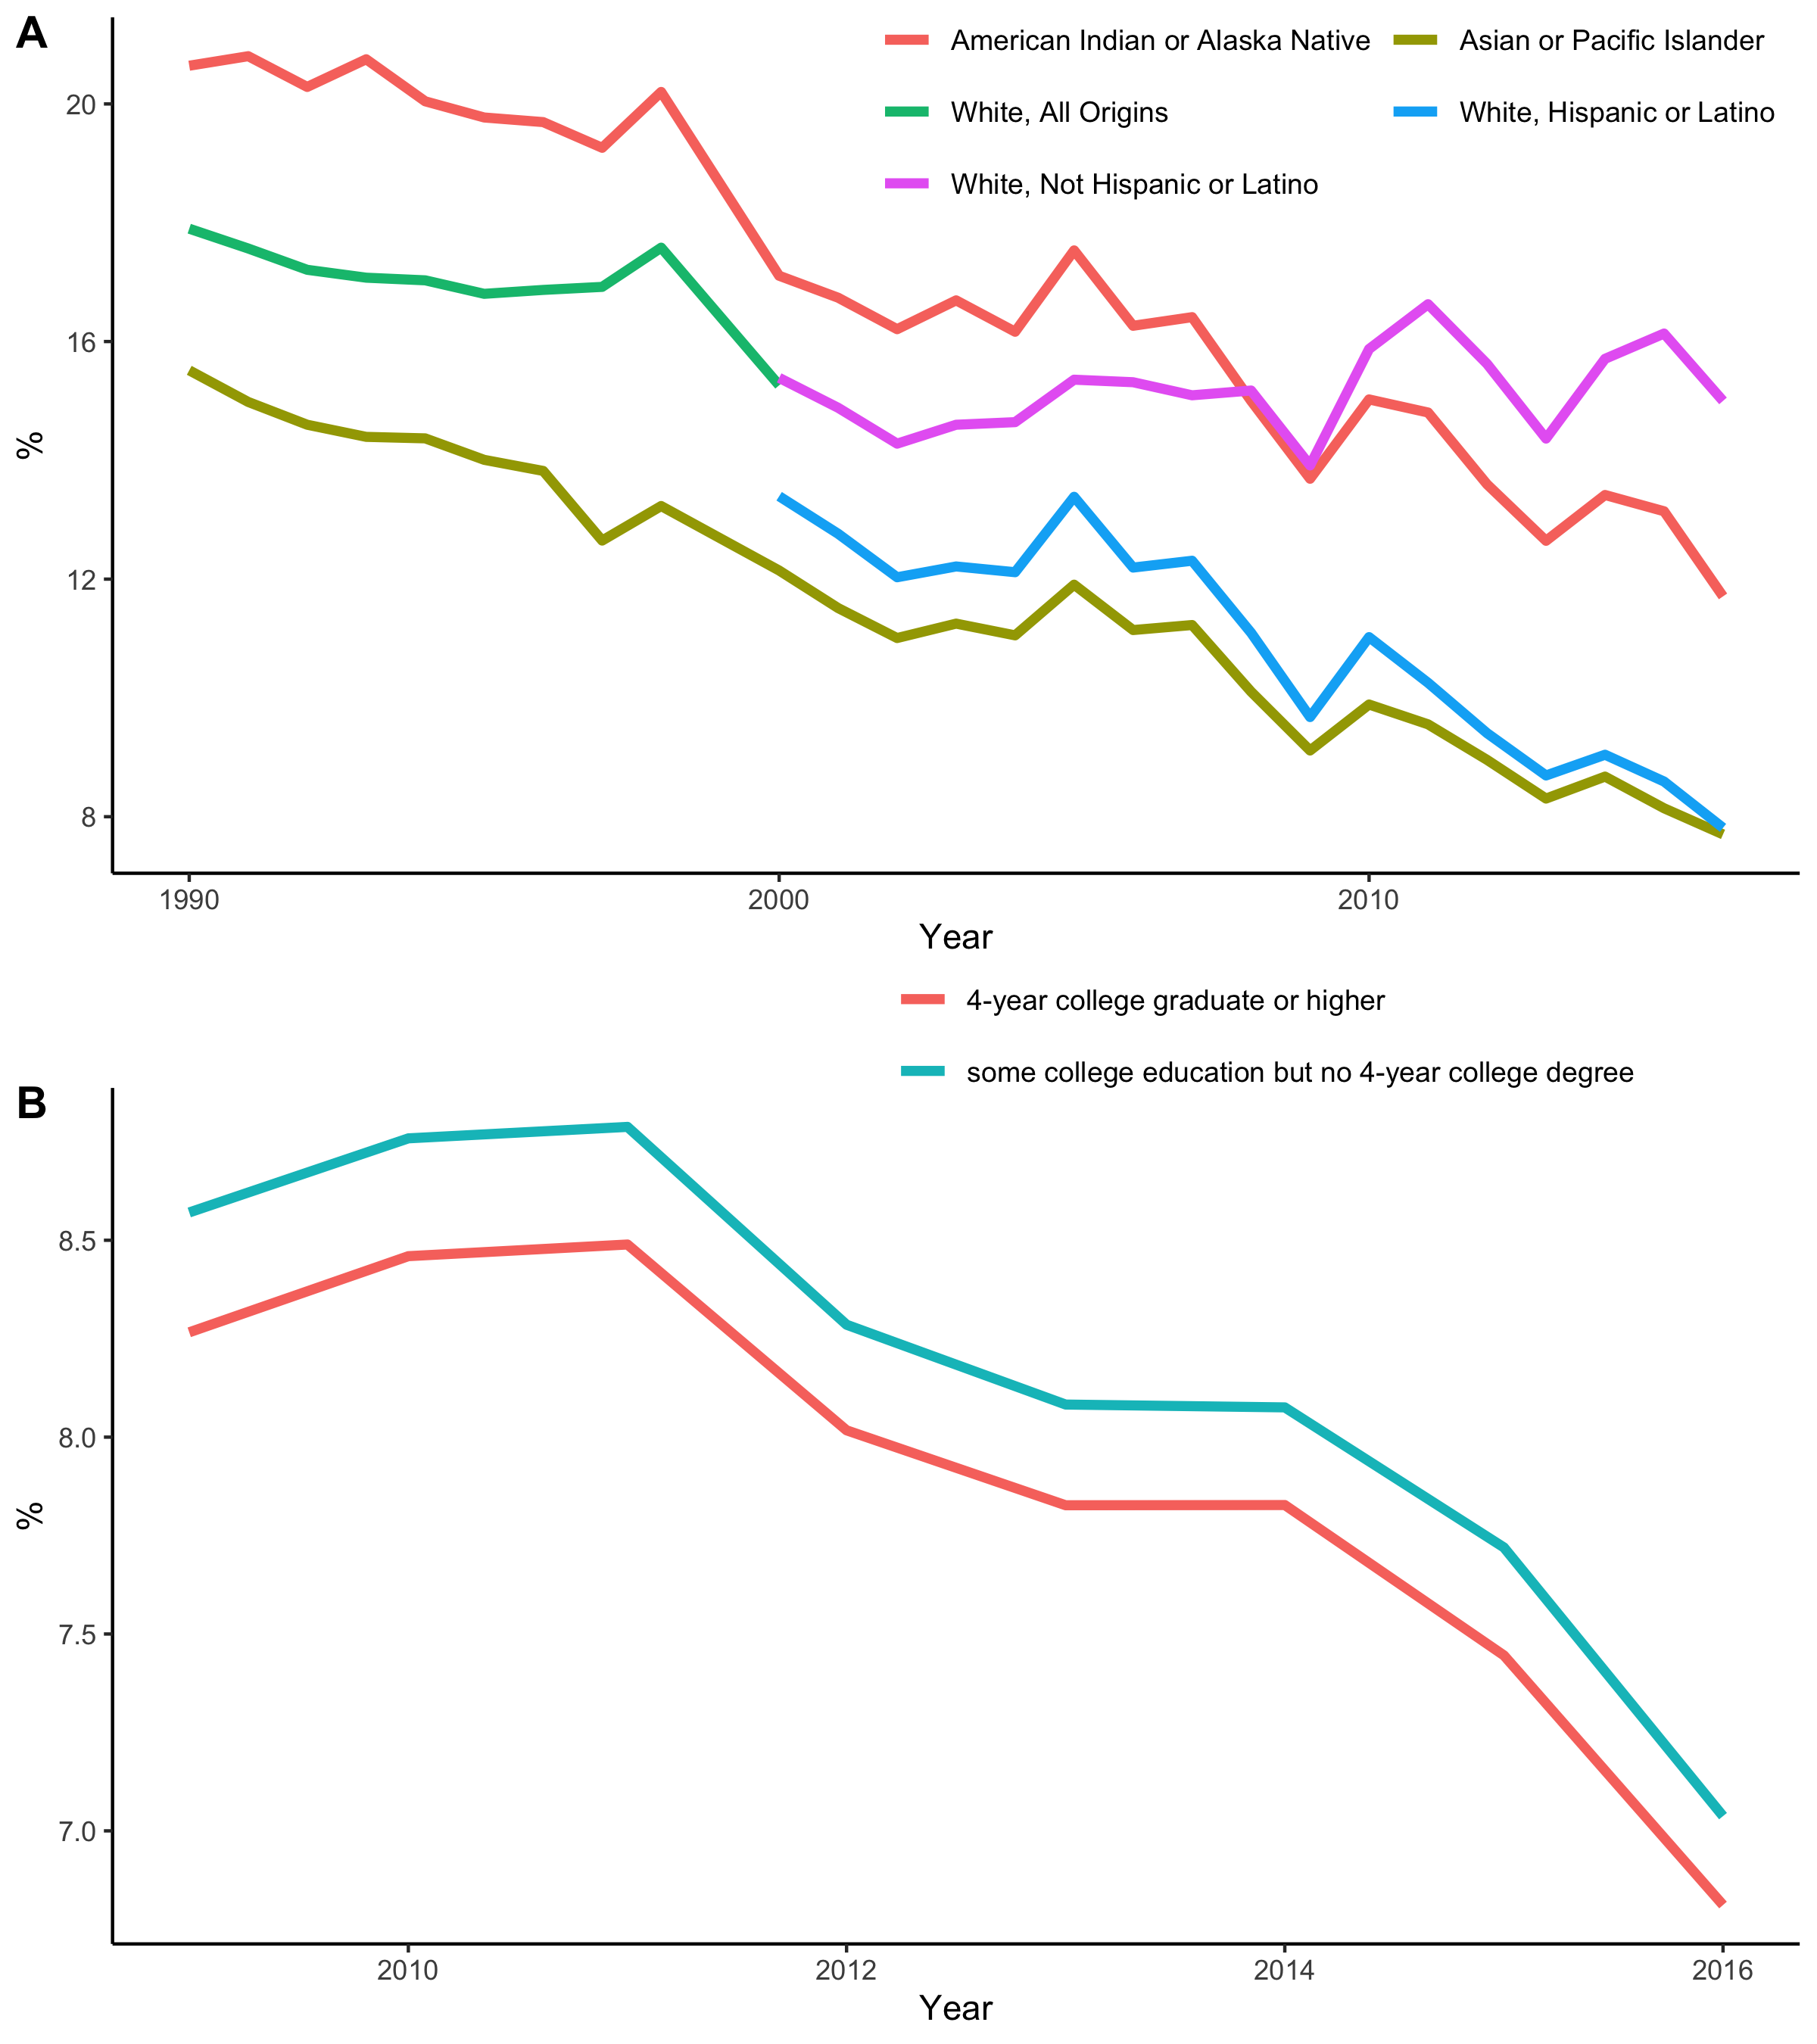 A
American Indian or Alaska Native
Asian or Pacific Islander
White, All Origins
White, Hispanic or Latino
White, Not Hispanic or Latino
20
16
12
8
%
1990
2000
2010
Year
4-year college graduate or higher
some college education but no 4-year college degree
B
8.5
8.0
7.5
7.0
%
2010
2012
2014
2016
Year